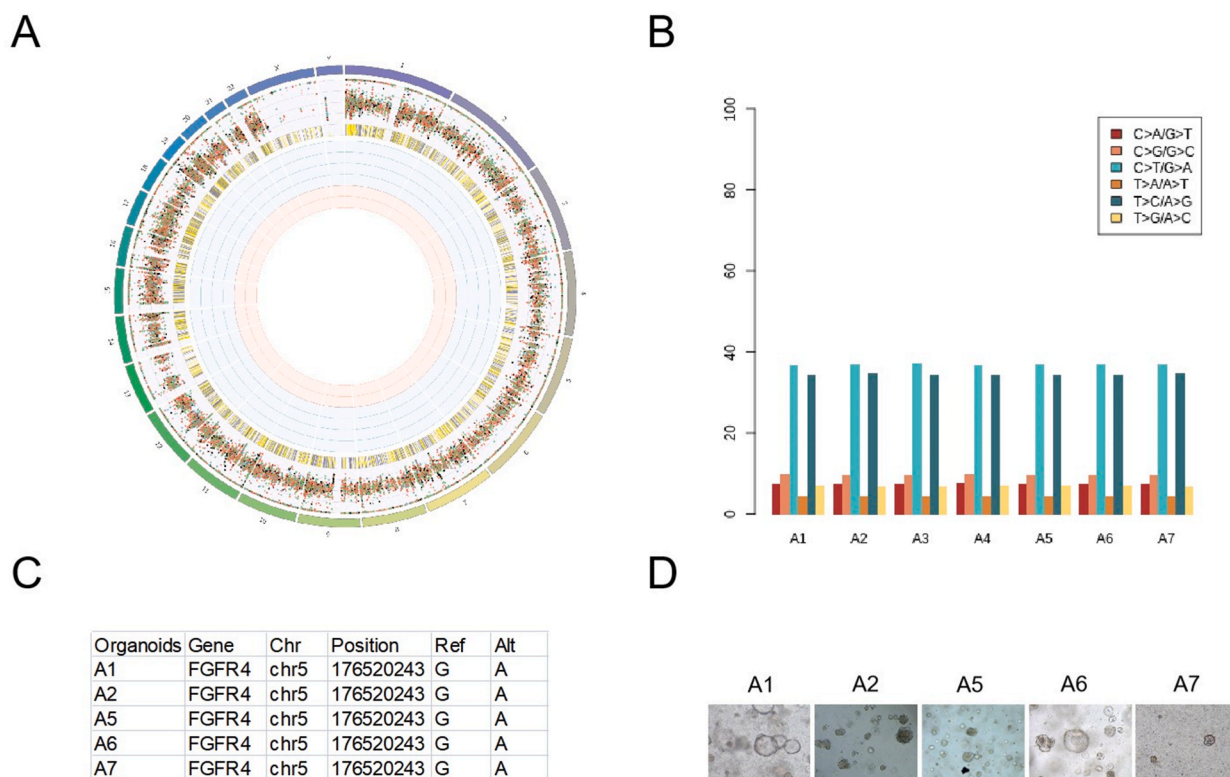 A
B
100
80
60
40
20
0
C>A/G>T
C>G/G>C
C>T/G>A
T>A/A>T
T>C/A>G
T>G/A>C
A1 A2 A3 A4 A5 A6 A7
C
Organoids Gene Chr Position Ref Alt
A1 FGFR4 chr5 176520243 G A
A2 FGFR4 chr5 176520243 G A
A5 FGFR4 chr5 176520243 G A
A6 FGFR4 chr5 176520243 G A
A7 FGFR4 chr5 176520243 G A
D
A1 A2 A5 A6 A7